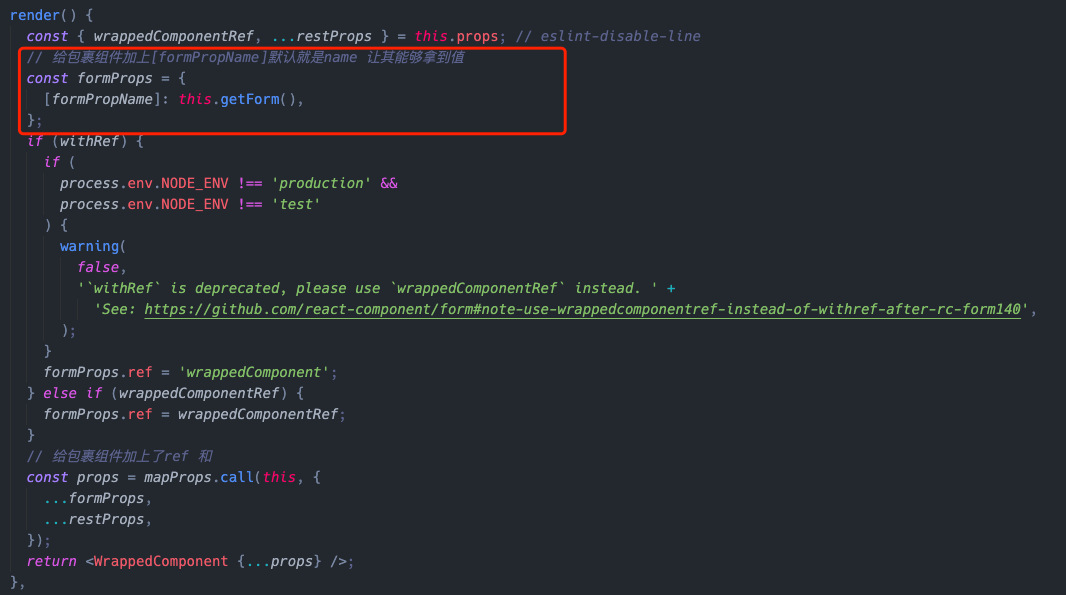 render() {
const { wrappedComponentRef, ...restProps } = this.props; // eslint-disable-line
// 给包裹组件加上[formPropName]默认就是name 让其能够拿到值
const formProps = {
[formPropName]: this.getForm(),
};
if (withRef) {
if (
process.env.NODE_ENV !== 'production' &&
process.env.NODE_ENV !== 'test'
) {
warning(
false,
'`withRef` is deprecated, please use `wrappedComponentRef` instead. ' +
'See: https://github.com/react-component/form#note-use-wrappedcomponentref-instead-of-withref-after-rc-form140',
);
}
formProps.ref = 'wrappedComponent';
} else if (wrappedComponentRef) {
formProps.ref = wrappedComponentRef;
}
// 给包裹组件加上了ref 和
const props = mapProps.call(this, {
...formProps,
...restProps,
});
return <WrappedComponent {...props} />;
},